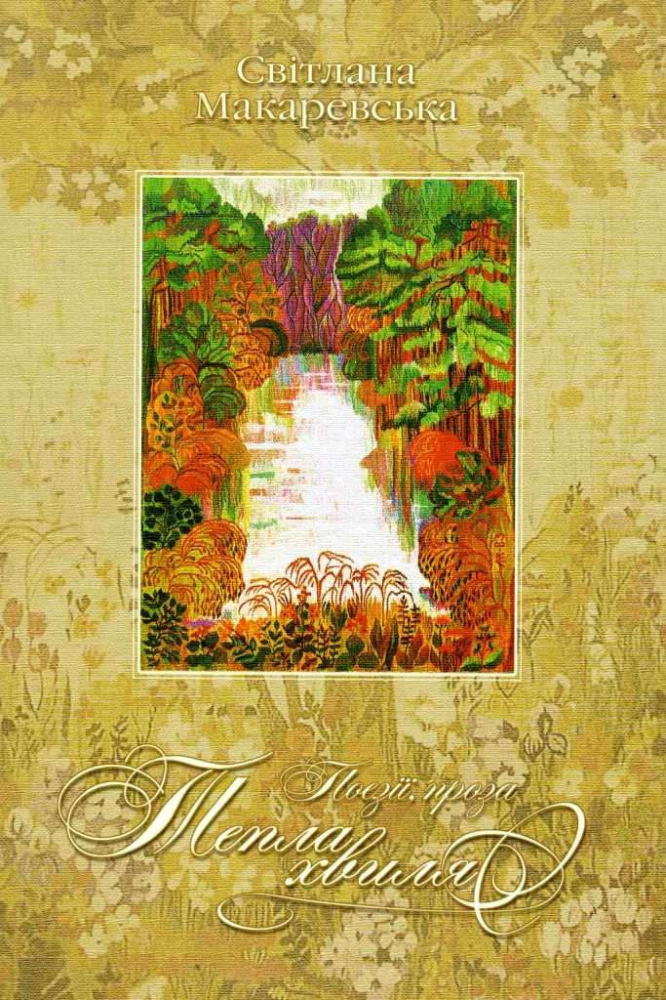 Світлана
Макаревська
Поезії, проза
Тепла
хвиля